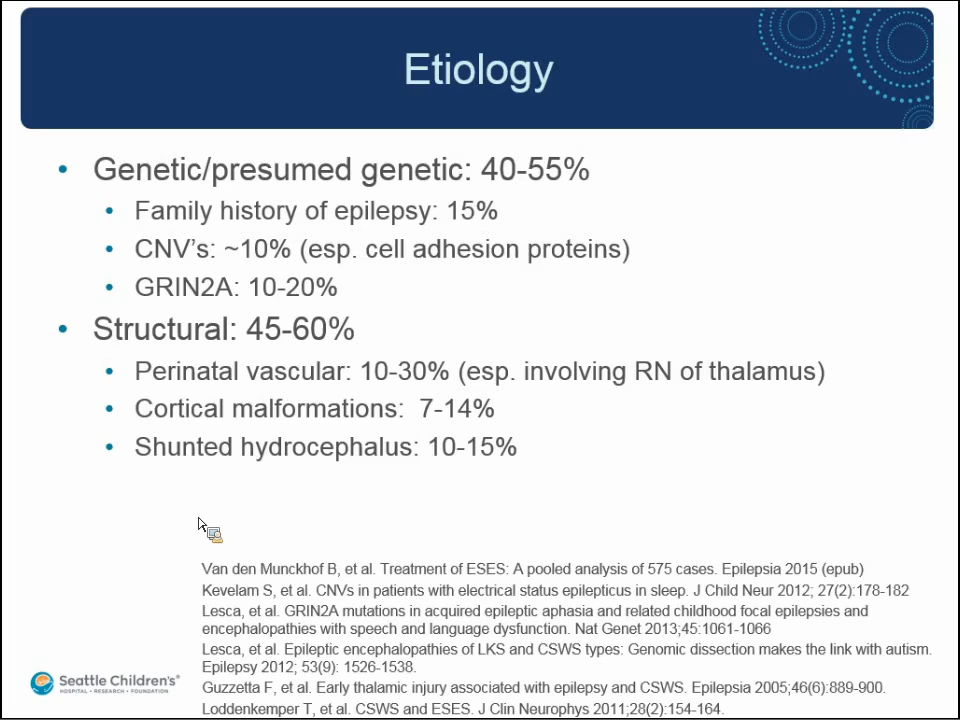 Etiology
• Genetic/presumed genetic: 40-55%
• Family history of epilepsy: 15%
• CNV's: ~10% (esp. cell adhesion proteins)
• GRIN2A: 10-20%
• Structural: 45-60%
• Perinatal vascular: 10-30% (esp. involving RN of thalamus)
• Cortical malformations: 7-14%
• Shunted hydrocephalus: 10-15%
Van den Munckhof B, et al. Treatment of ESES: A pooled analysis of 575 cases. Epilepsia 2015 (epub)
Kevelam S, et al. CNVs in patients with electrical status epilepticus in sleep. J Child Neur 2012; 27(2):178-182
Lesca, et al. GRIN2A mutations in acquired epileptic aphasia and related childhood focal epilepsies and
encephalopathies with speech and language dysfunction. Nat Genet 2013;45:1061-1066
Lesca, et al. Epileptic encephalopathies of LKS and CSWS types: Genomic dissection makes the link with autism.
Epilepsy 2012; 53(9): 1526-1538.
Guzzetta F, et al. Early thalamic injury associated with epilepsy and CSWS. Epilepsia 2005;46(6):889-900.
Loddenkemper T, et al. CSWS and ESES. J Clin Neurophys 2011;28(2):154-164.
Seattle Children's®
HOSPITAL • RESEARCH • FOUNDATION